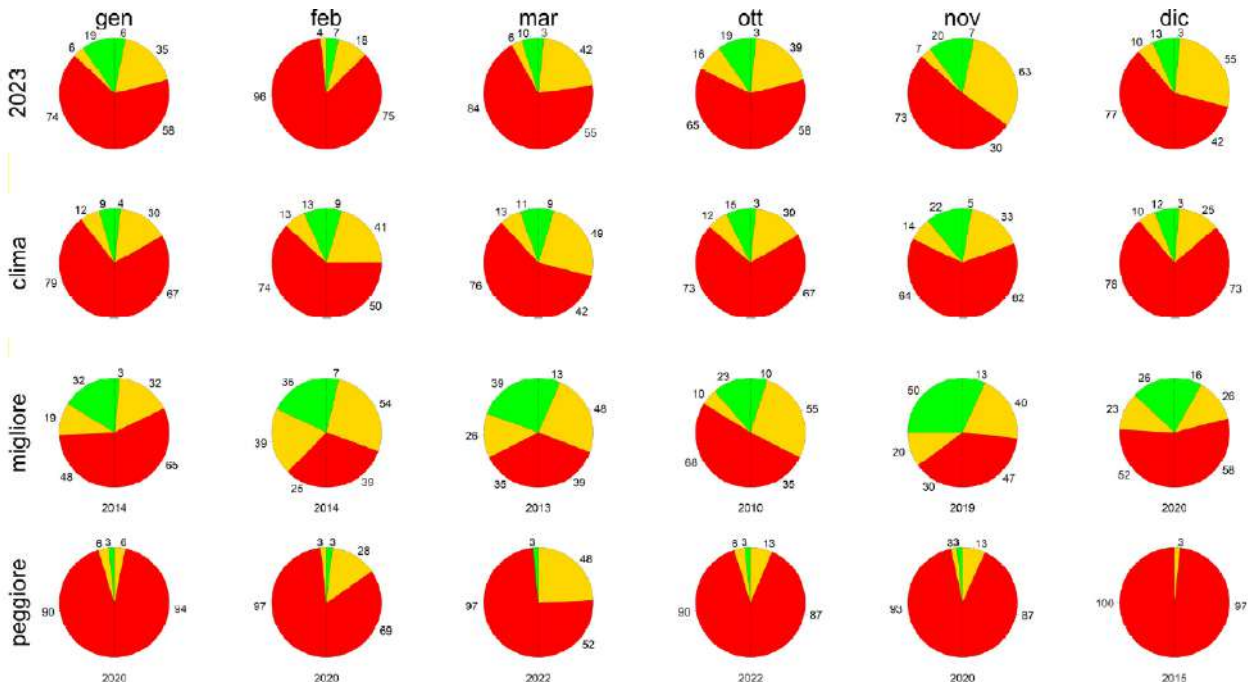 gen feb mar ott nov dic
2023
6 19 6 35 74 58
4 7 18 96 75
6 10 3 42 84 55
16 19 3 39 65 58
7 20 7 63 73 30
10 13 3 55 77 42
clima
12 9 4 30 79 67
13 13 9 41 74 50
13 11 9 49 76 42
12 15 3 30 73 67
14 22 5 33 64 62
10 12 3 25 78 73
migliore
19 32 3 32 48 65
39 36 7 54 25 39
26 39 13 48 35 39
10 23 10 55 68 35
20 50 13 40 30 47
23 26 16 26 52 58
2014 2014 2013 2010 2019 2020
peggiore
6 3 6 90 94
3 3 28 97 69
3 48 97 52
6 3 13 90 87
3 3 13 93 87
3 100 97
2020 2020 2022 2022 2020 2015